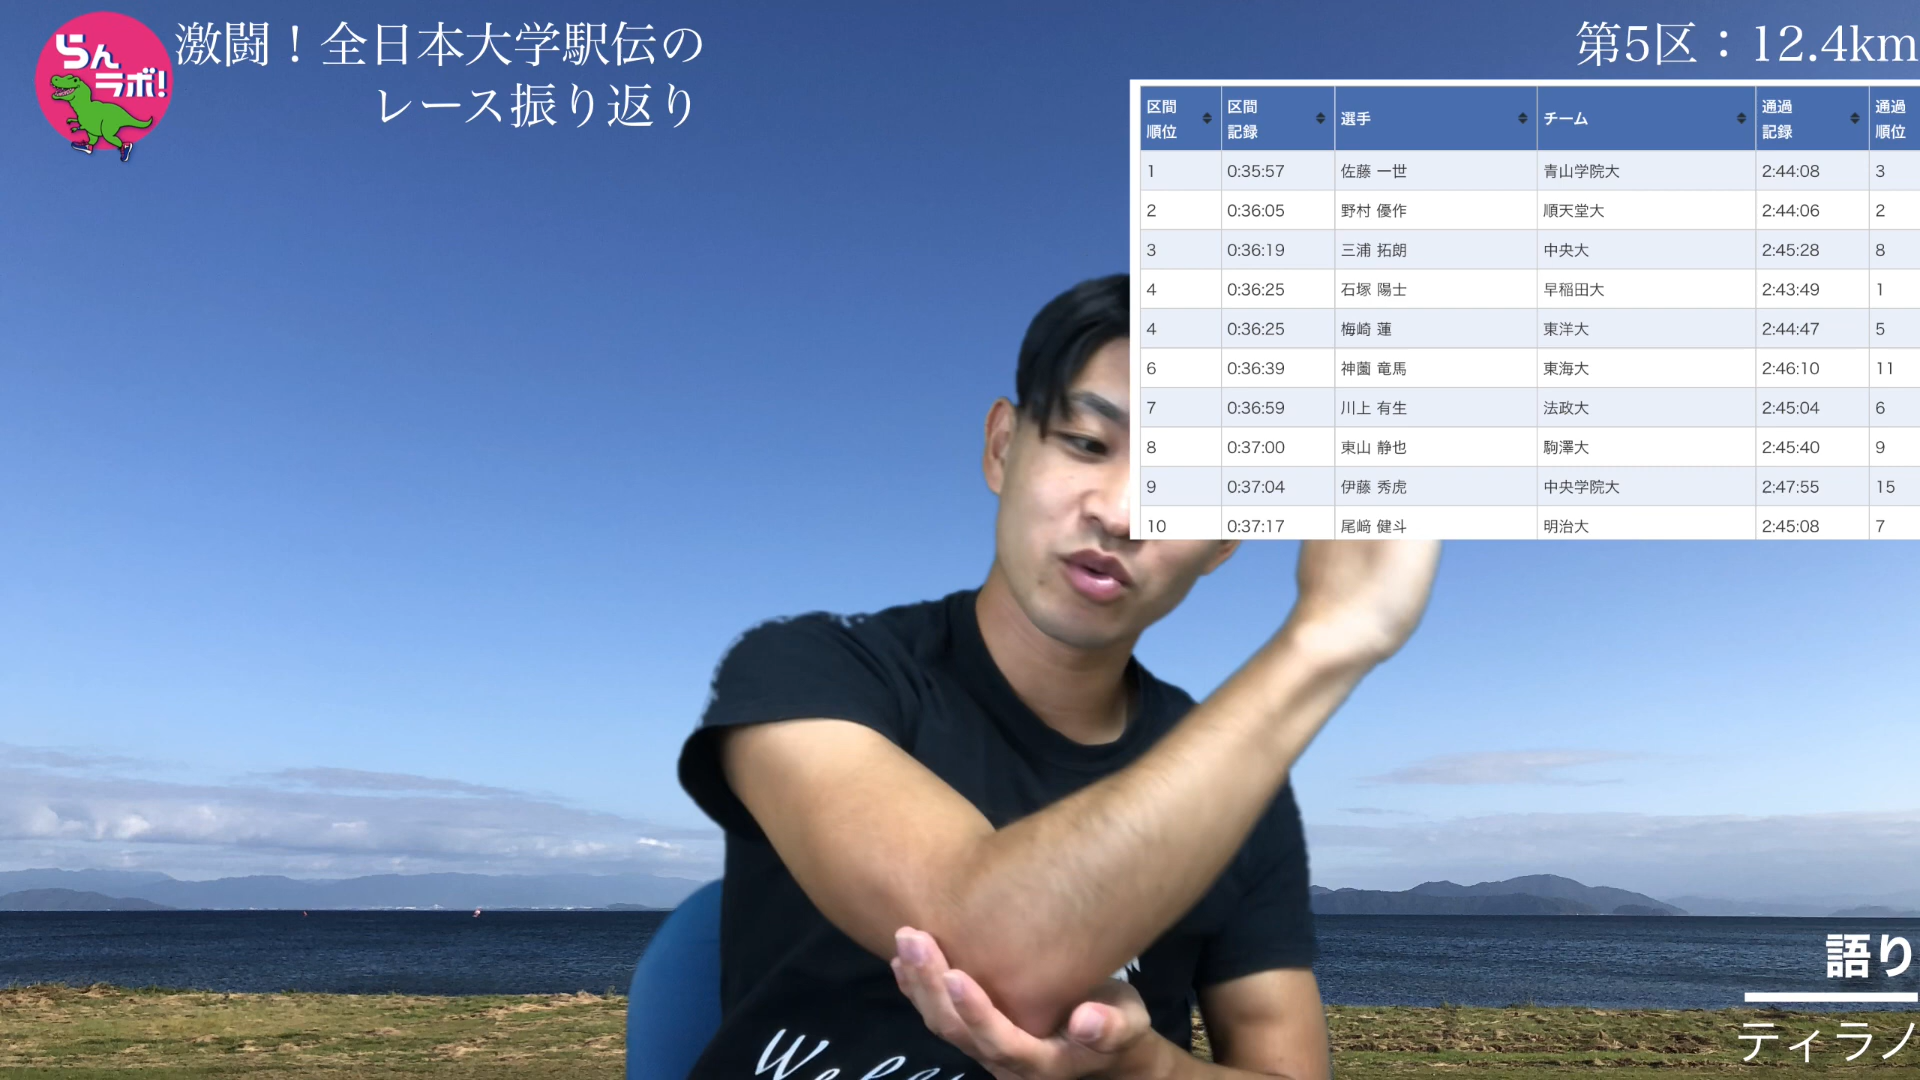 らん
ラボ!
激闘！全日本大学駅伝の
レース振り返り
第5区：12.4km
区間順位 区間記録 選手 チーム 通過記録 通過順位
1 0:35:57 佐藤 一世 青山学院大 2:44:08 3
2 0:36:05 野村 優作 順天堂大 2:44:06 2
3 0:36:19 三浦 拓朗 中央大 2:45:28 8
4 0:36:25 石塚 陽士 早稲田大 2:43:49 1
4 0:36:25 梅崎 蓮 東洋大 2:44:47 5
6 0:36:39 神薗 竜馬 東海大 2:46:10 11
7 0:36:59 川上 有生 法政大 2:45:04 6
8 0:37:00 東山 静也 駒澤大 2:45:40 9
9 0:37:04 伊藤 秀虎 中央学院大 2:47:55 15
10 0:37:17 尾﨑 健斗 明治大 2:45:08 7
語り
ティラノ